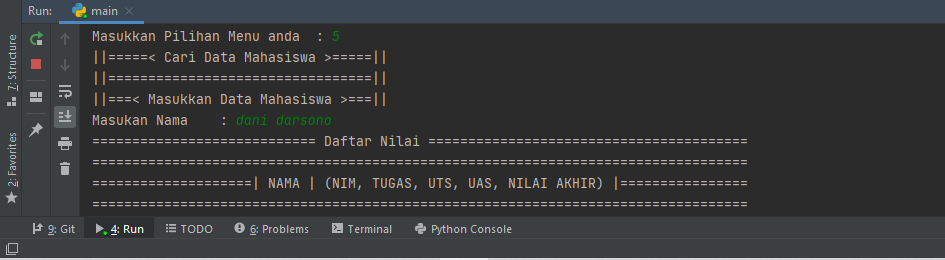 Run: main
Masukkan Pilihan Menu anda  : 5
||=====< Cari Data Mahasiswa >=====||
||=================================||
||===< Masukkan Data Mahasiswa >===||
Masukan Nama    : dani darsono
============================ Daftar Nilai ========================================
==================================================================================
====================| NAMA | (NIM, TUGAS, UTS, UAS, NILAI AKHIR) |================
==================================================================================
7: Structure
2: Favorites
9: Git 4: Run TODO 6: Problems Terminal Python Console